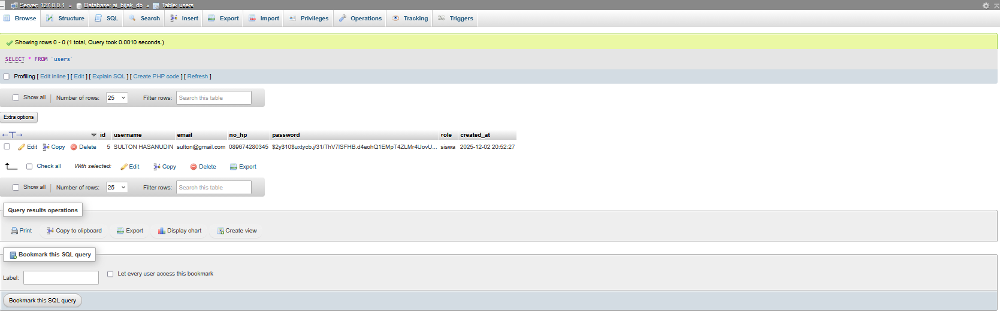 Server: 127.0.0.1 » Database: ai_bijak_db » Table: users
Browse Structure SQL Search Insert Export Import Privileges Operations Tracking Triggers
Showing rows 0 - 0 (1 total, Query took 0.0010 seconds.)
SELECT * FROM `users`
Profiling [ Edit inline ] [ Edit ] [ Explain SQL ] [ Create PHP code ] [ Refresh ]
Show all | Number of rows: 25 Filter rows: Search this table
Extra options
←T→ id username email no_hp password role created_at
Edit Copy Delete 5 SULTON HASANUDIN sulton@gmail.com 089674280345 $2y$10$uxtycb.j/31/ThV7ISFHB.d4eohQ1EMpT4ZLMr4UovU... siswa 2025-12-02 20:52:27
Check all With selected: Edit Copy Delete Export
Show all | Number of rows: 25 Filter rows: Search this table
Query results operations
Print Copy to clipboard Export Display chart Create view
Bookmark this SQL query
Label: Let every user access this bookmark
Bookmark this SQL query